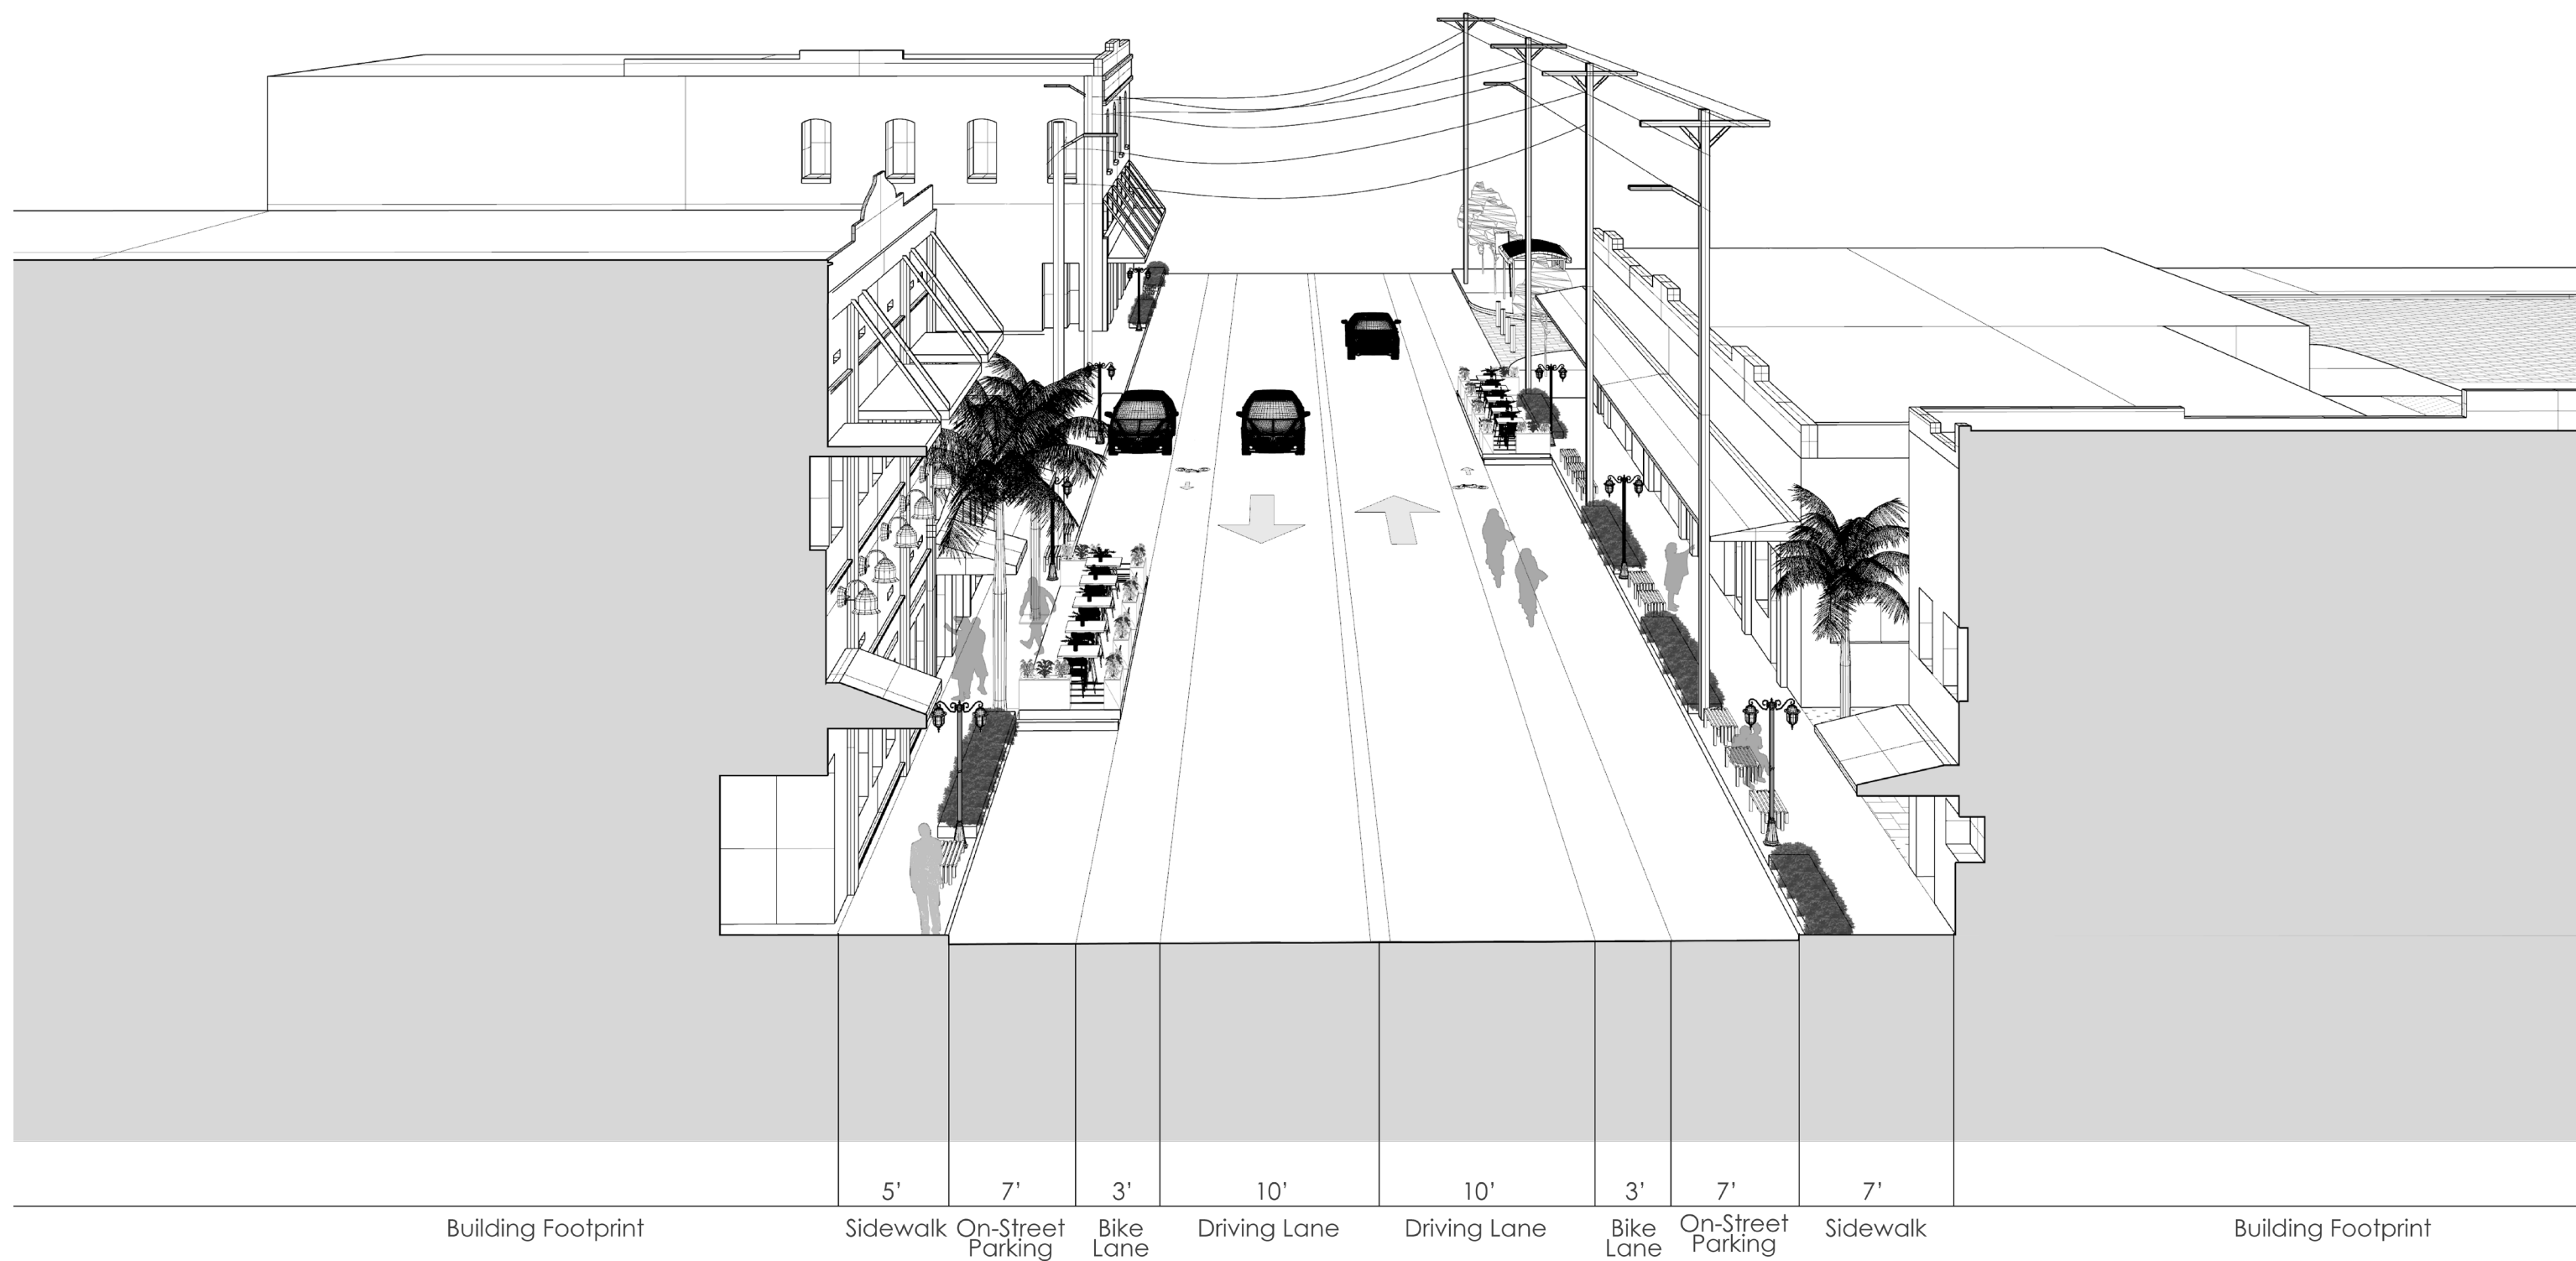 5' 7' 3' 10' 10' 3' 7' 7'
Building Footprint Sidewalk On-Street Parking Bike Lane Driving Lane Driving Lane Bike Lane On-Street Parking Sidewalk Building Footprint